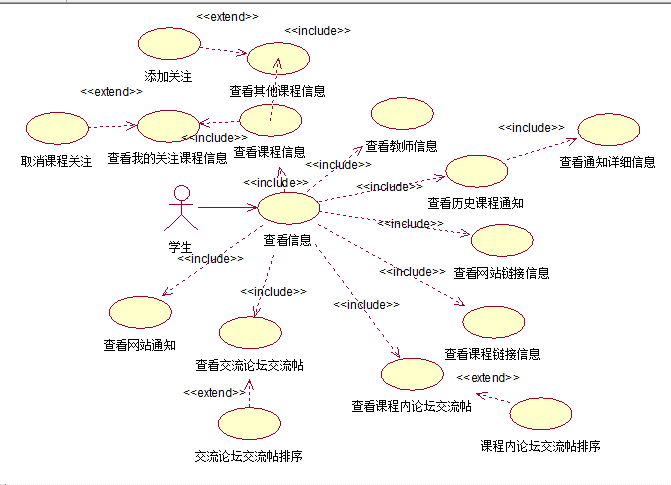 <<extend>>
<<include>>
添加关注
查看其他课程信息
<<extend>>
<<include>>
取消课程关注
查看我的关注课程信息
查看课程信息
查看教师信息
<<include>>
查看通知详细信息
<<include>>
<<include>>
<<include>>
查看历史课程通知
学生
查看信息
<<include>>
查看网站链接信息
<<include>>
<<include>>
<<include>>
<<include>>
查看网站通知
查看交流论坛交流帖
查看课程链接信息
<<extend>>
<<extend>>
查看课程内论坛交流帖
交流论坛交流帖排序
课程内论坛交流帖排序